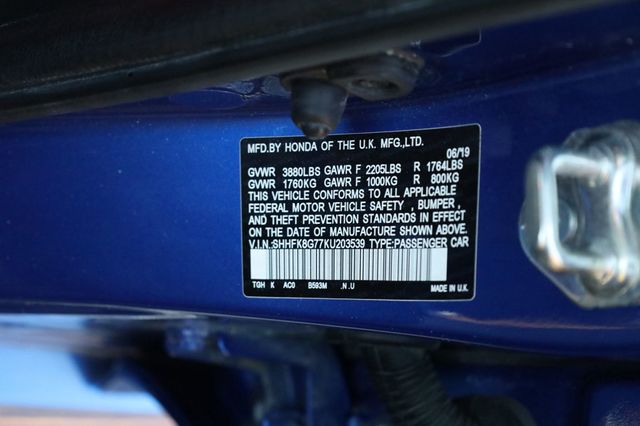 MFD.BY HONDA OF THE U.K. MFG.,LTD.
06/19
GVWR 3880LBS GAWR F 2205LBS R 1764LBS
GVWR 1760KG GAWR F 1000KG R 800KG
THIS VEHICLE CONFORMS TO ALL APPLICABLE
FEDERAL MOTOR VEHICLE SAFETY , BUMPER ,
AND THEFT PREVENTION STANDARDS IN EFFECT
ON THE DATE OF MANUFACTURE SHOWN ABOVE.
V.I.N.:SHHFK8G77KU203539 TYPE:PASSENGER CAR
TGH K AC0 B593M .N.U MADE IN U.K.